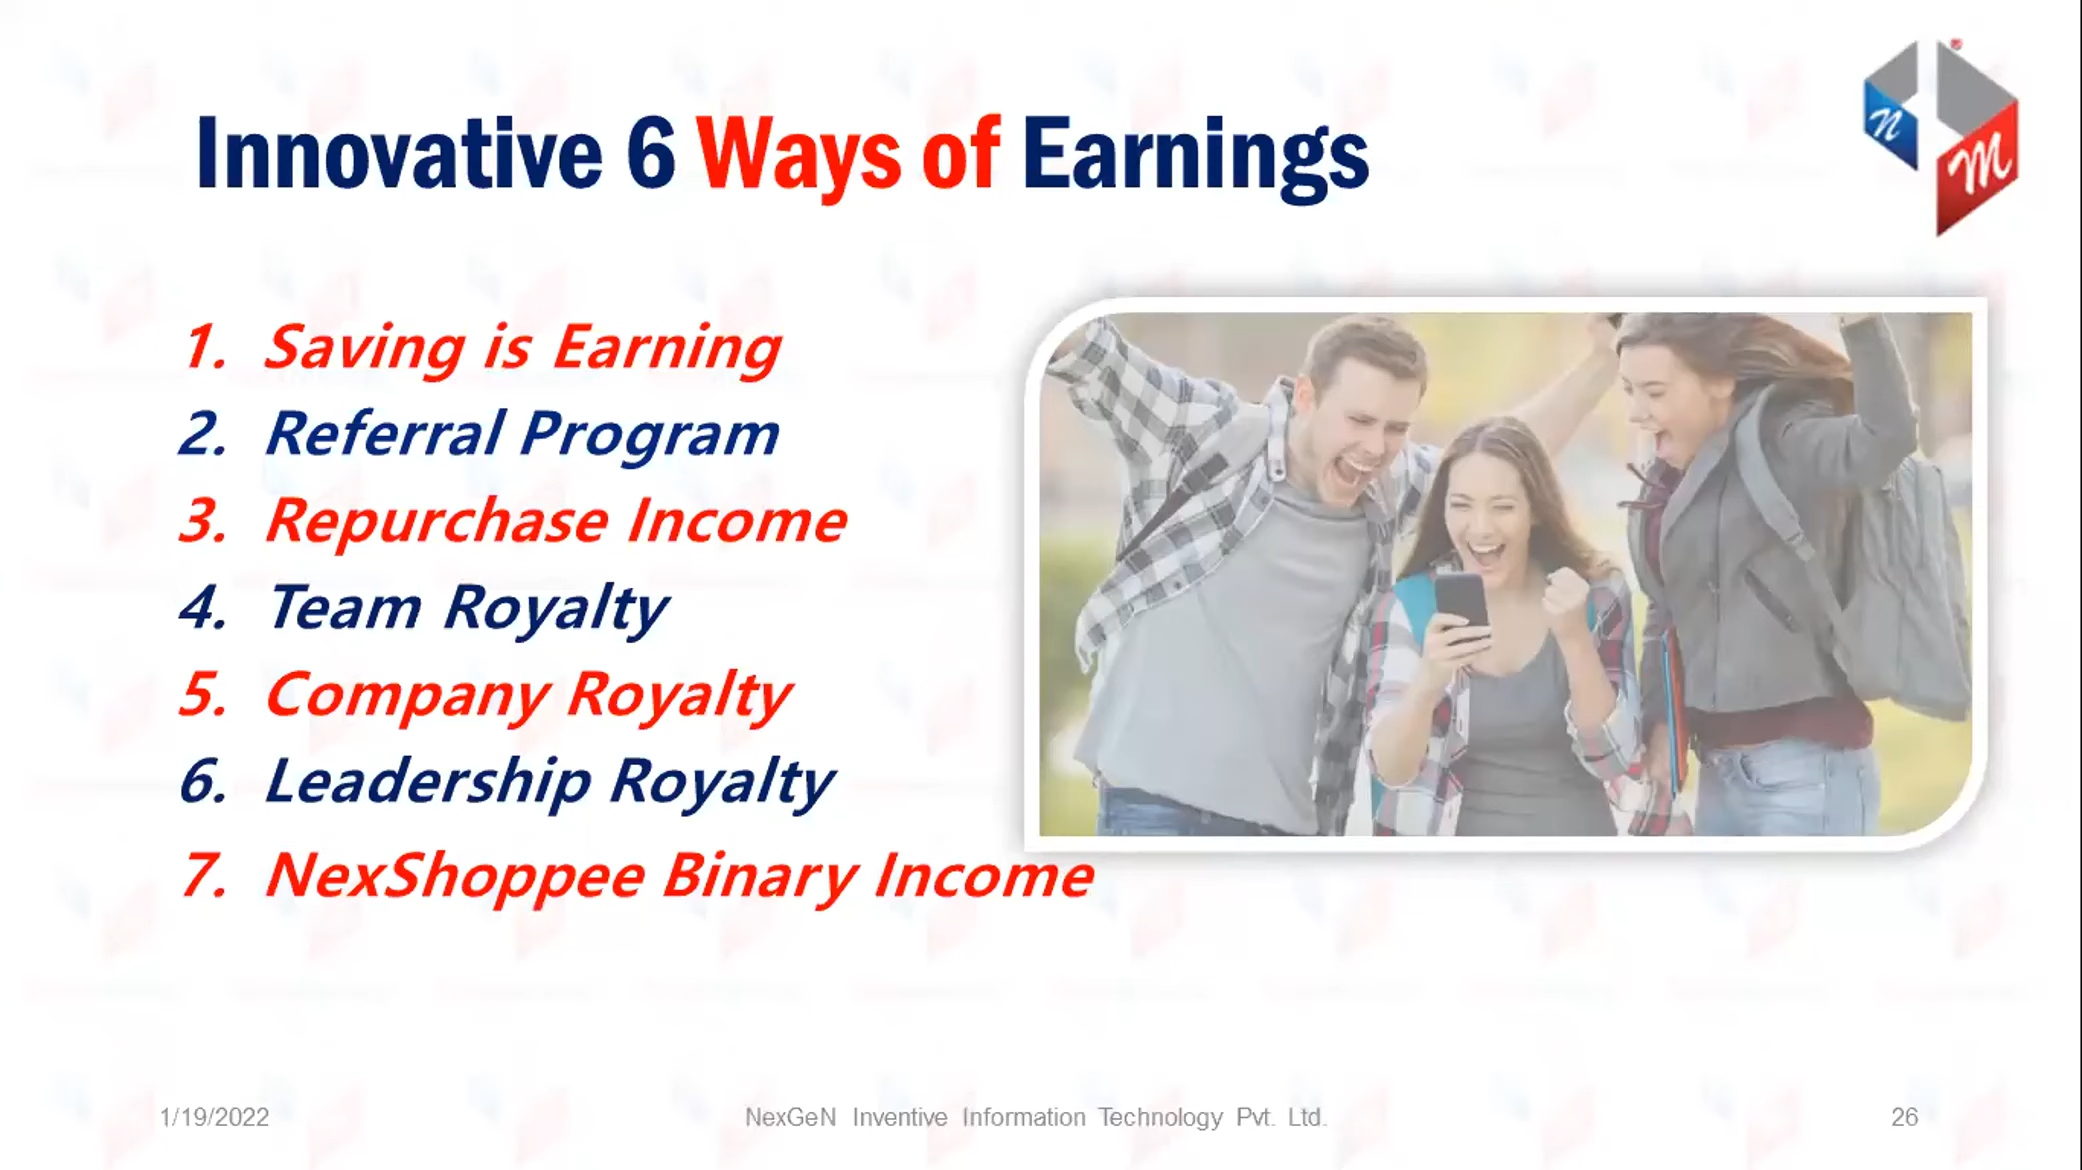 Innovative 6 Ways of Earnings
n
M
1. Saving is Earning
2. Referral Program
3. Repurchase Income
4. Team Royalty
5. Company Royalty
6. Leadership Royalty
7. NexShoppee Binary Income
1/19/2022
NexGeN Inventive Information Technology Pvt. Ltd.
26